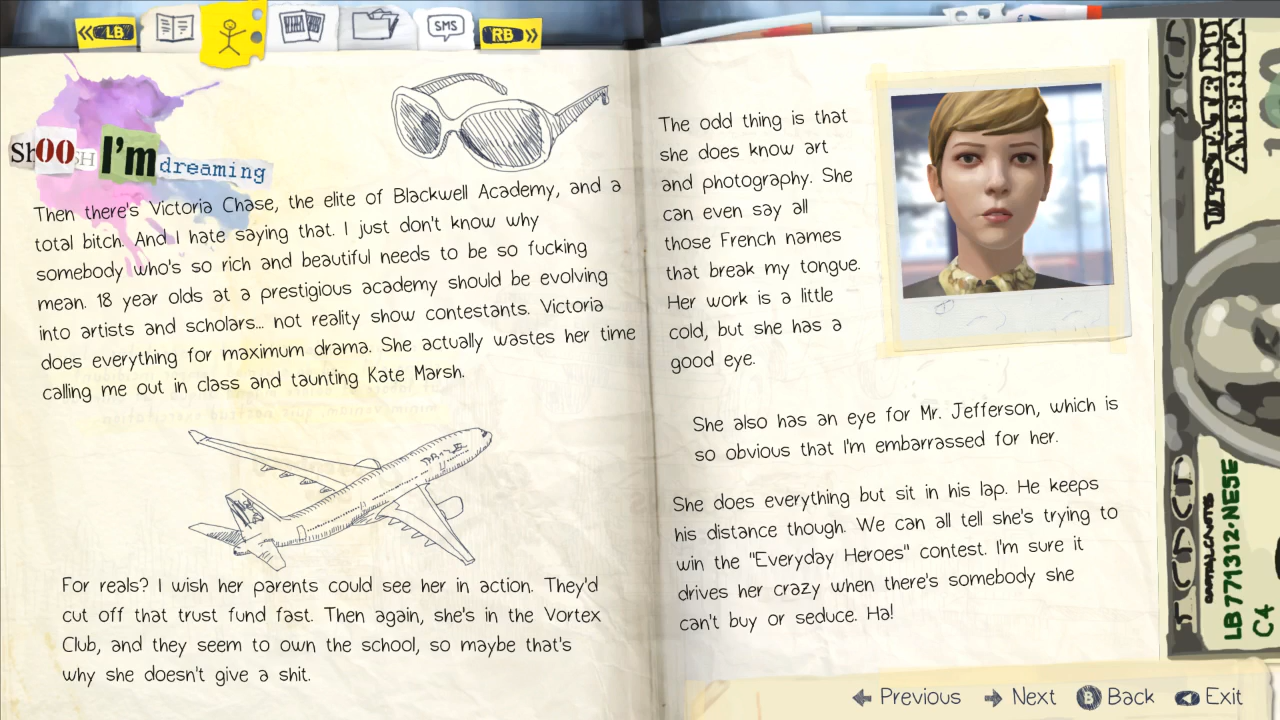 LB
SMS
RB
ShOOSH I'm dreaming
Then there's Victoria Chase, the elite of Blackwell Academy, and a
total bitch. And I hate saying that. I just don't know why
somebody who's so rich and beautiful needs to be so fucking
mean. 18 year olds at a prestigious academy should be evolving
into artists and scholars... not reality show contestants. Victoria
does everything for maximum drama. She actually wastes her time
calling me out in class and taunting Kate Marsh.
For reals? I wish her parents could see her in action. They'd
cut off that trust fund fast. Then again, she's in the Vortex
Club, and they seem to own the school, so maybe that's
why she doesn't give a shit.
The odd thing is that
she does know art
and photography. She
can even say all
those French names
that break my tongue.
Her work is a little
cold, but she has a
good eye.
She also has an eye for Mr. Jefferson, which is
so obvious that I'm embarrassed for her.
She does everything but sit in his lap. He keeps
his distance though. We can all tell she's trying to
win the "Everyday Heroes" contest. I'm sure it
drives her crazy when there's somebody she
can't buy or seduce. Ha!
AMERICA
LB771312-NESE
C4
Previous
Next
B Back
Exit